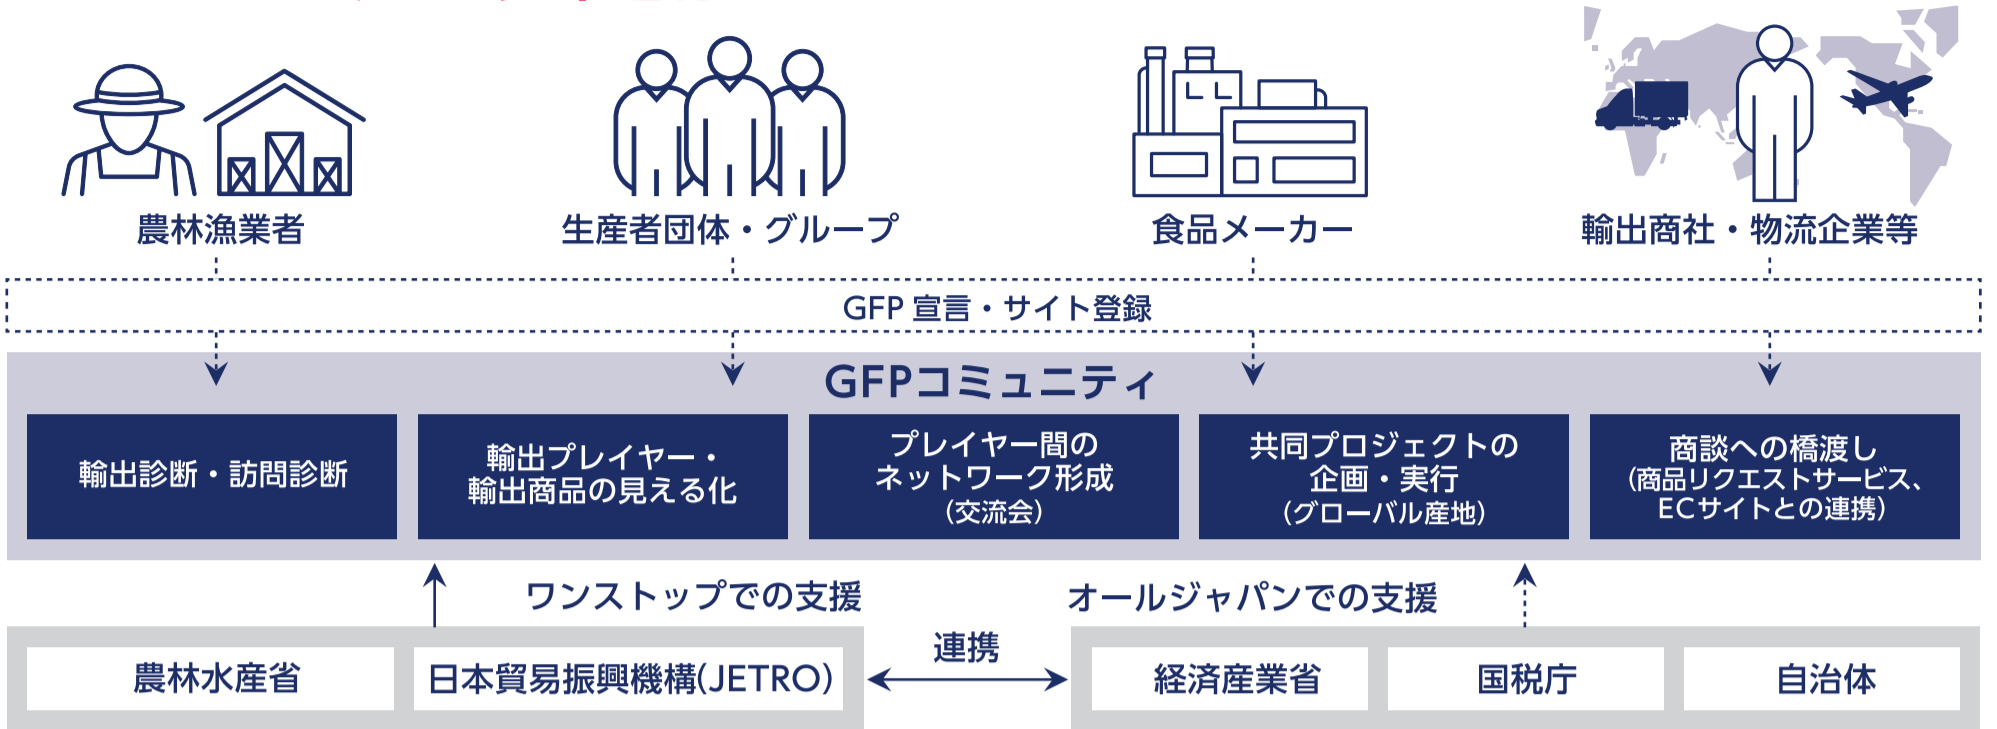 農林漁業者
生産者団体・グループ
食品メーカー
輸出商社・物流企業等
GFP 宣言・サイト登録
GFPコミュニティ
輸出診断・訪問診断
輸出プレイヤー・
輸出商品の見える化
プレイヤー間の
ネットワーク形成
（交流会）
共同プロジェクトの
企画・実行
（グローバル産地）
商談への橋渡し
（商品リクエストサービス、
ECサイトとの連携）
ワンストップでの支援
オールジャパンでの支援
農林水産省
日本貿易振興機構(JETRO)
連携
経済産業省
国税庁
自治体